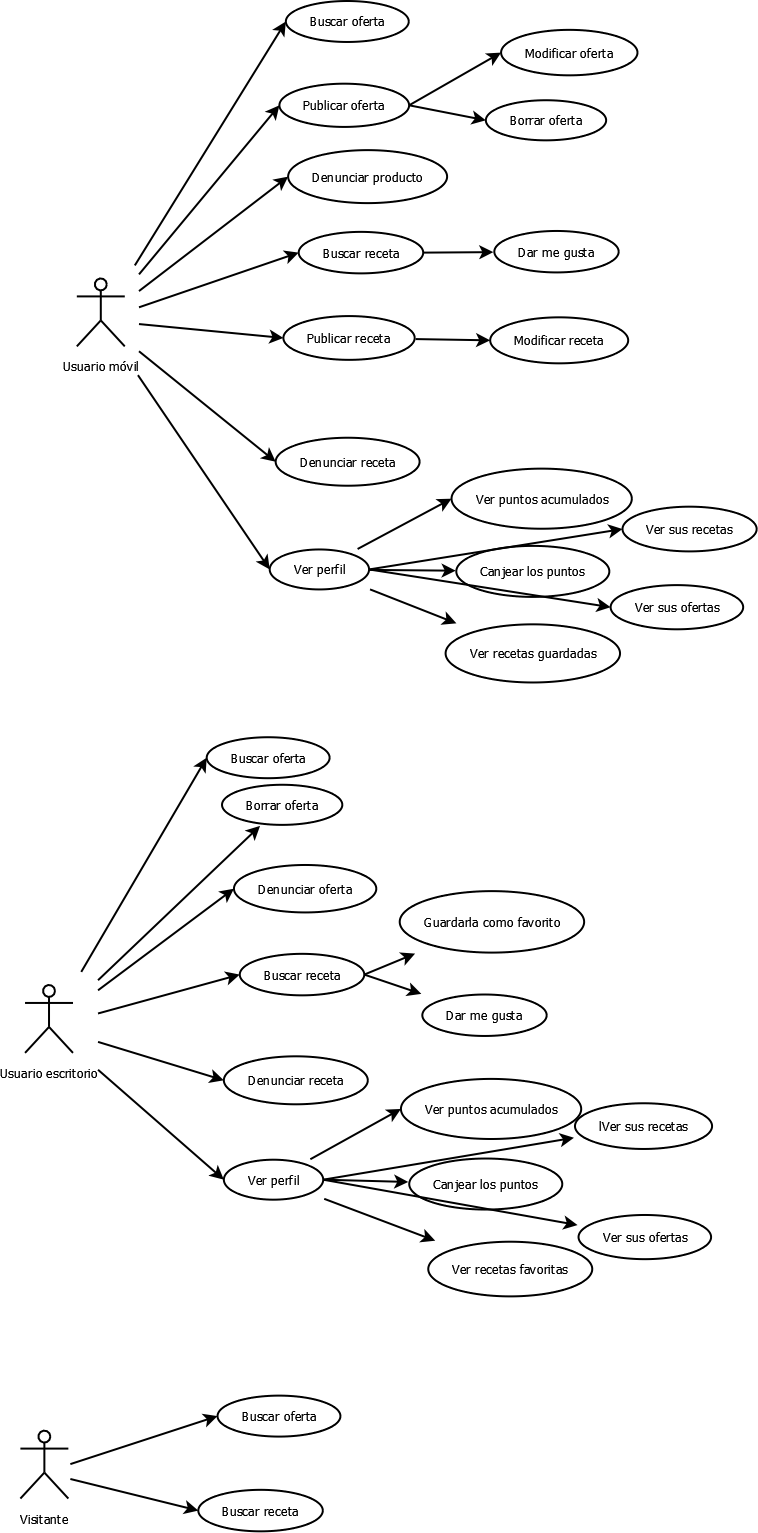 Buscar oferta
Modificar oferta
Publicar oferta
Borrar oferta
Denunciar producto
Buscar receta
Dar me gusta
Usuario móvil
Publicar receta
Modificar receta
Denunciar receta
Ver puntos acumulados
Ver sus recetas
Ver perfil
Canjear los puntos
Ver sus ofertas
Ver recetas guardadas
Buscar oferta
Borrar oferta
Denunciar oferta
Guardarla como favorito
Buscar receta
Dar me gusta
Usuario escritorio
Denunciar receta
Ver puntos acumulados
lVer sus recetas
Ver perfil
Canjear los puntos
Ver sus ofertas
Ver recetas favoritas
Buscar oferta
Visitante
Buscar receta